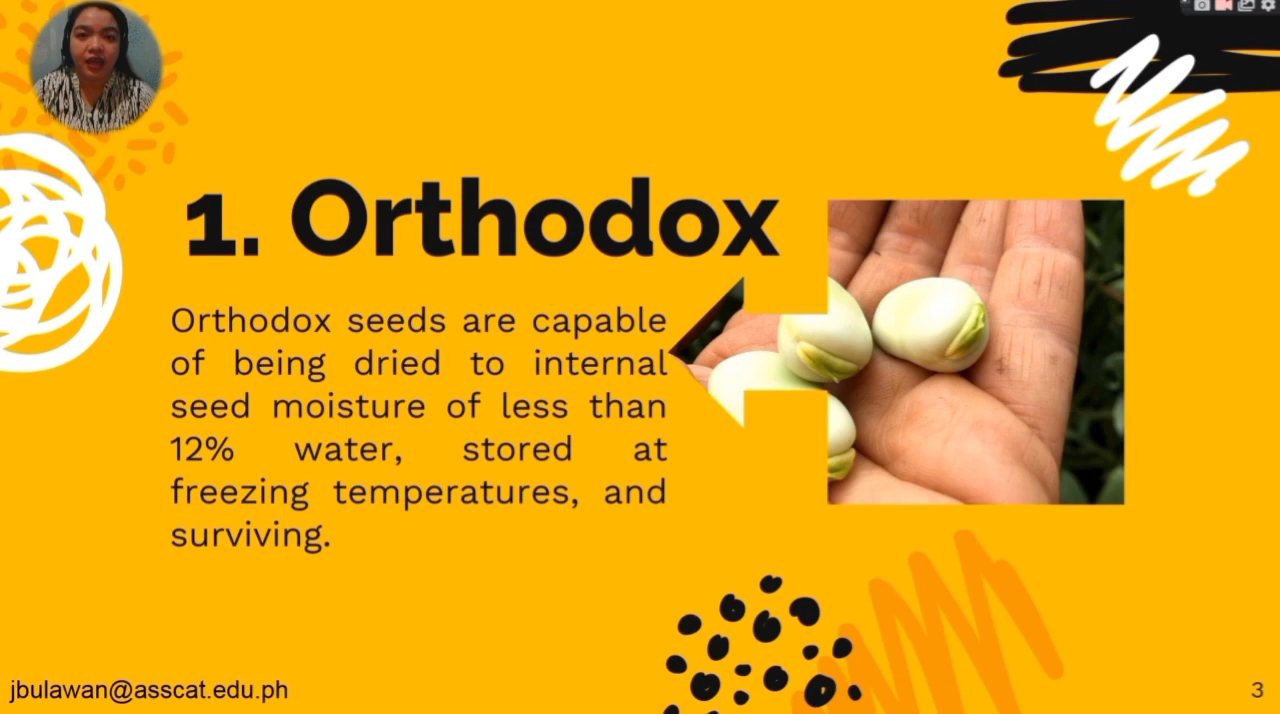 1. Orthodox
Orthodox seeds are capable
of being dried to internal
seed moisture of less than
12% water, stored at
freezing temperatures, and
surviving.
jbulawan@asscat.edu.ph
3